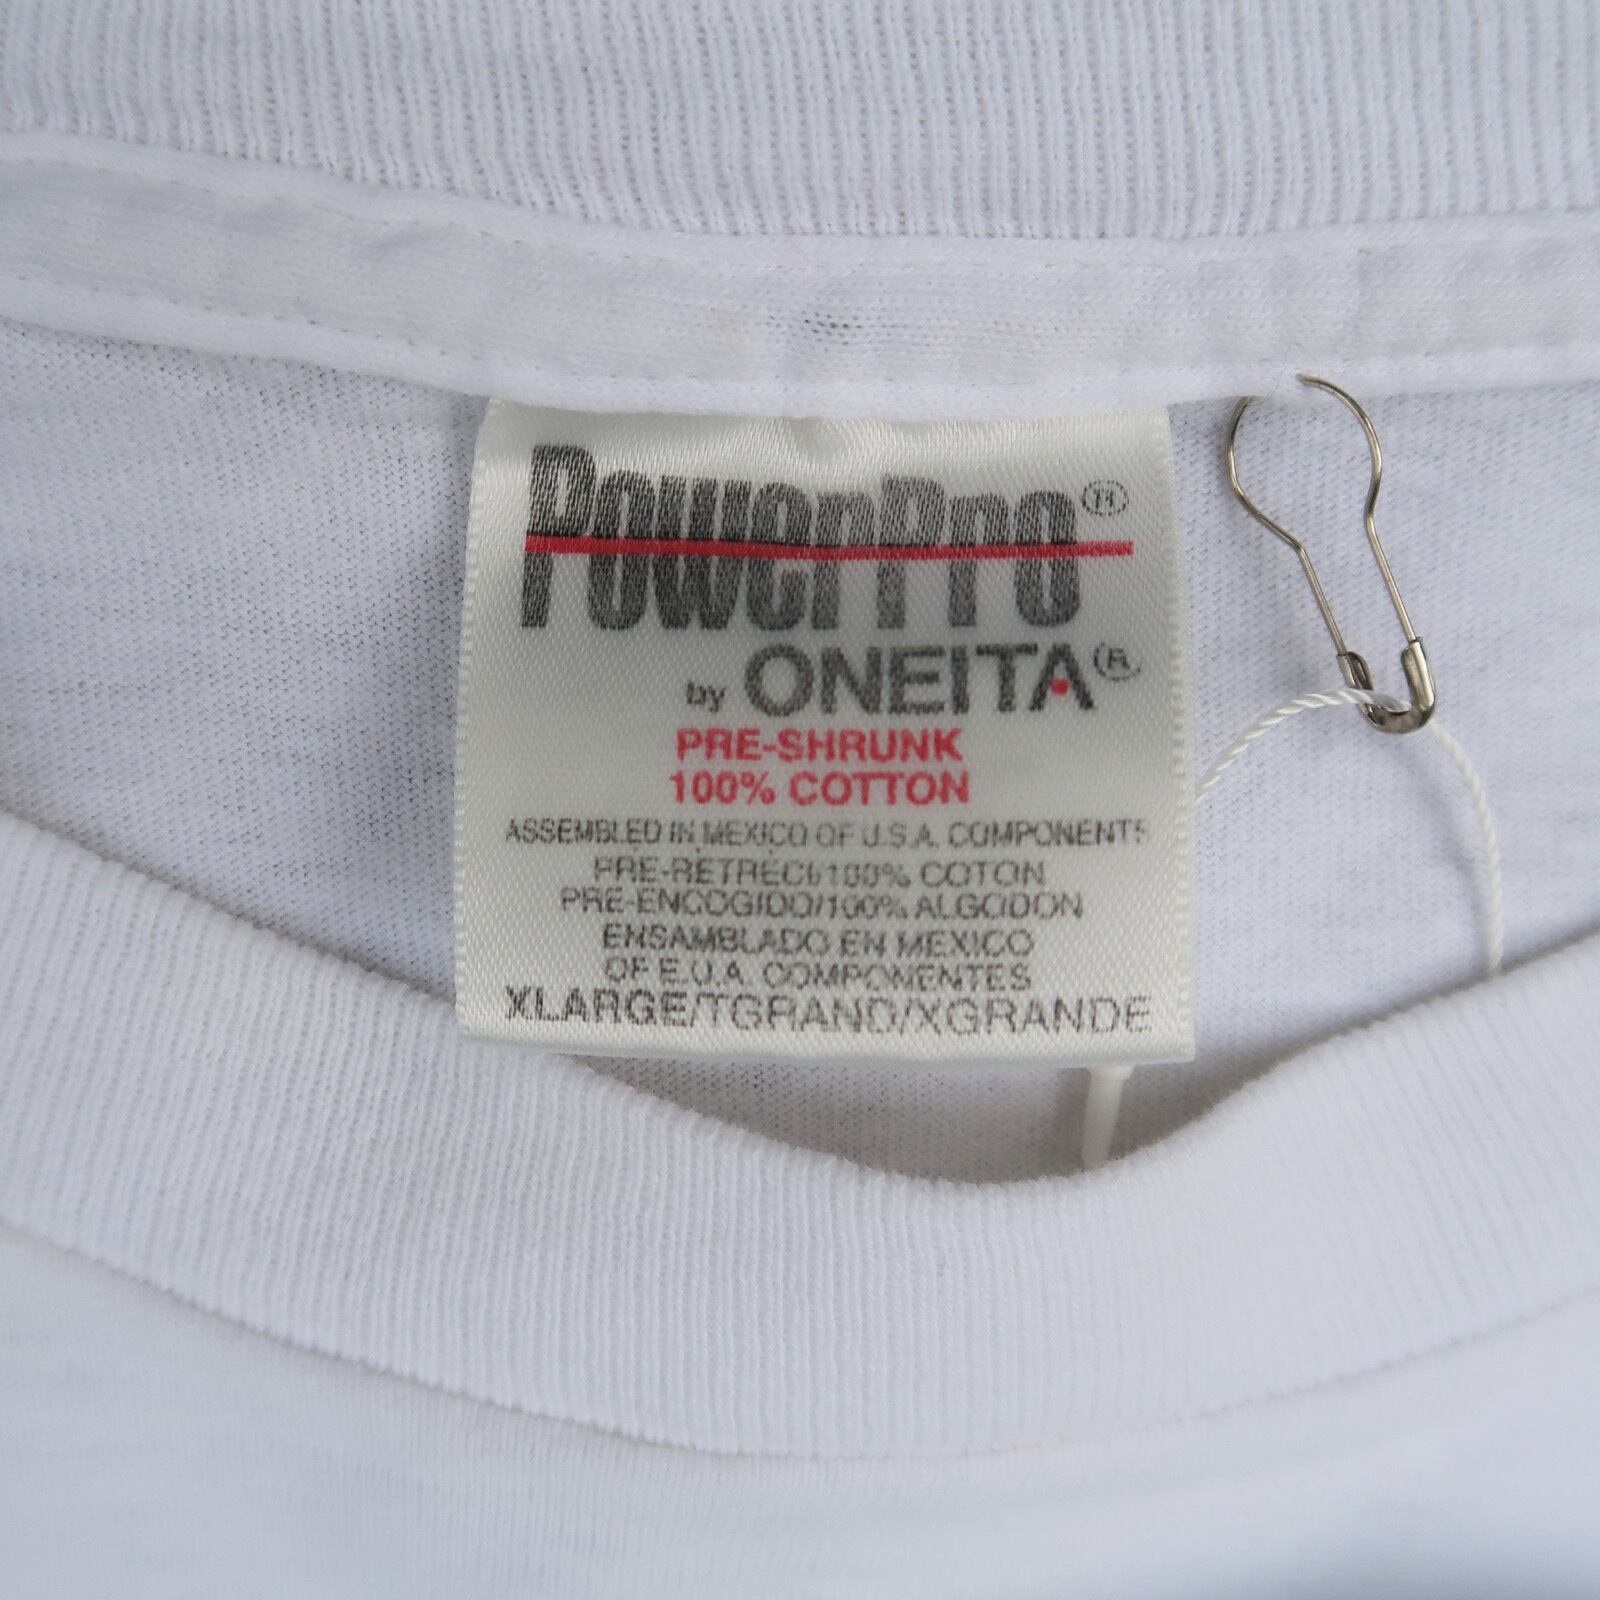 PowerPro®
by ONEITA®
PRE-SHRUNK
100% COTTON
ASSEMBLED IN MEXICO OF U.S.A. COMPONENTS
PRE-RETRECI/100% COTON
PRE-ENCOGIDO/100% ALGODON
ENSAMBLADO EN MEXICO
OF E.U.A. COMPONENTES
XLARGE/TGRAND/XGRANDE